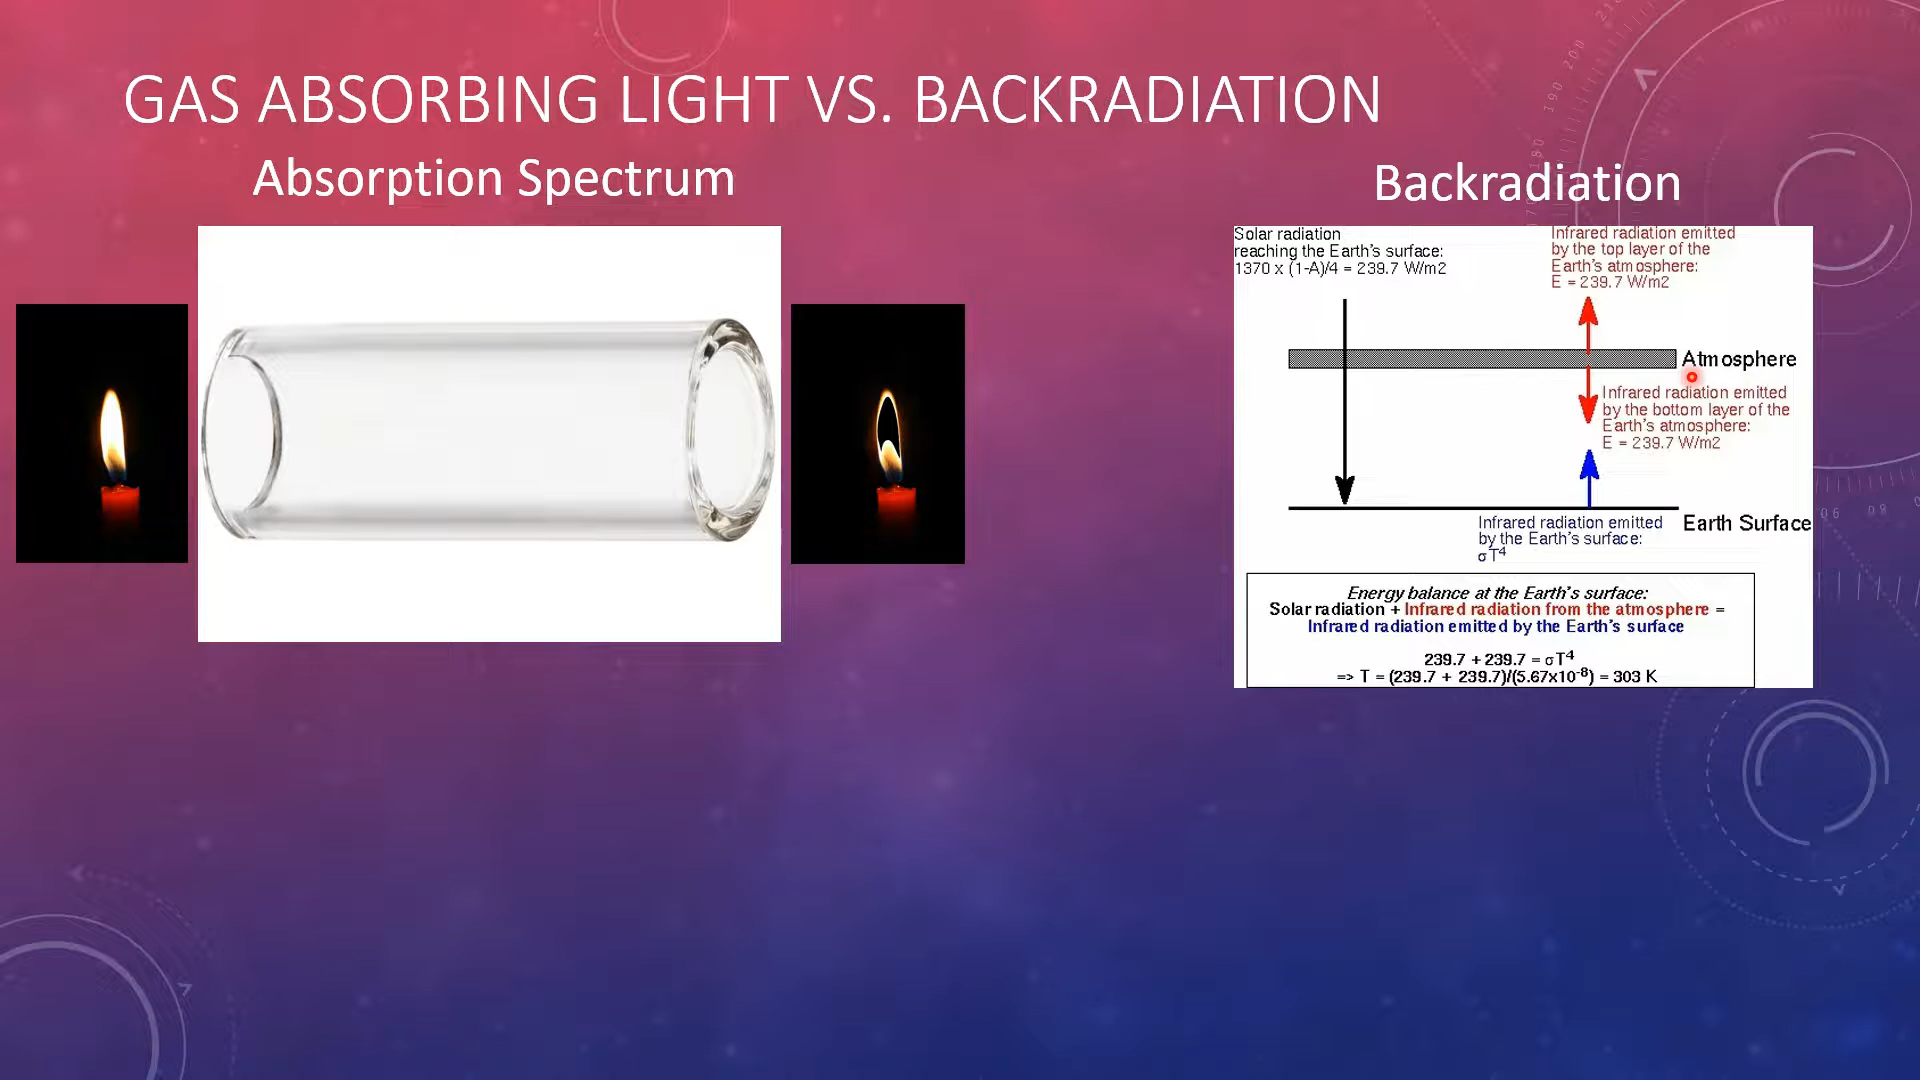 GAS ABSORBING LIGHT VS. BACKRADIATION
Absorption Spectrum
Backradiation
Solar radiation
reaching the Earth's surface:
1370 x (1-A)/4 = 239.7 W/m2
Infrared radiation emitted
by the top layer of the
Earth's atmosphere:
E = 239.7 W/m2
Atmosphere
Infrared radiation emitted
by the bottom layer of the
Earth's atmosphere:
E = 239.7 W/m2
Infrared radiation emitted
by the Earth's surface:
σT⁴
Earth Surface
Energy balance at the Earth's surface:
Solar radiation + Infrared radiation from the atmosphere =
Infrared radiation emitted by the Earth's surface
239.7 + 239.7 = σT⁴
=> T = (239.7 + 239.7)/(5.67x10⁻⁸) = 303 K